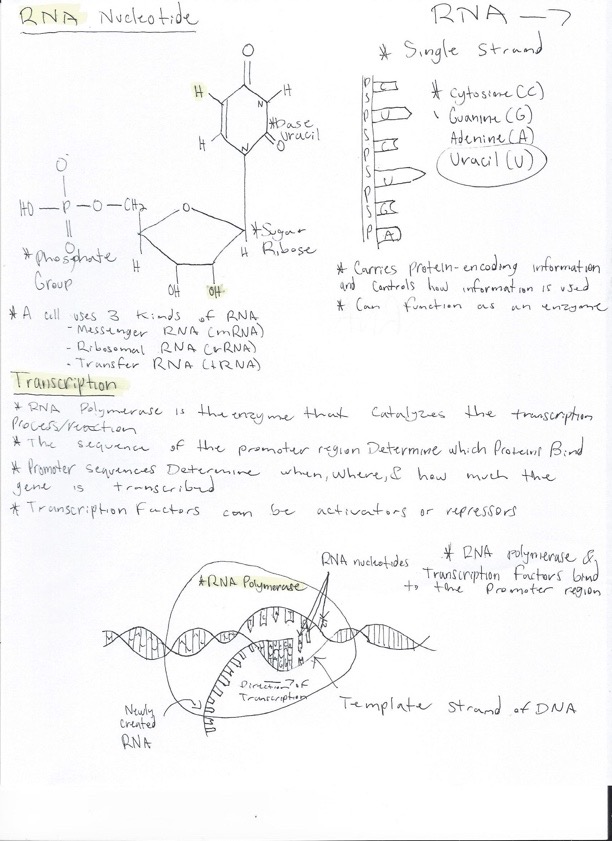 RNA Nucleotide
O
H
H
N
H
*Base
Uracil
O
N
O⁻
HO
P
O
CH2
O
O
H
H
OH
OH
*Sugar
Ribose
*Phosphate
Group
* A cell uses 3 kinds of RNA
- Messenger RNA (mRNA)
- Ribosomal RNA (rRNA)
- Transfer RNA (tRNA)
RNA →
* Single Strand
P
S
P
S
P
S
P
S
P
C
U
C
U
G
A
* Cytosine (C)
Guanine (G)
Adenine (A)
Uracil (U)
* Carries protein-encoding information
and controls how information is used
* Can function as an enzyme
Transcription
* RNA Polymerase is the enzyme that Catalyzes the transcription
Process/reaction
* The sequence of the promoter region Determine which Proteins Bind
* Promoter sequences Determine when, where, & how much the
gene is transcribed
* Transcription Factors can be activators or repressors
RNA nucleotides
* RNA polymerase &
Transcription Factors bind
to the Promoter region
*RNA Polymerase
Direction of
Transcription
Newly
created
RNA
Template strand of DNA